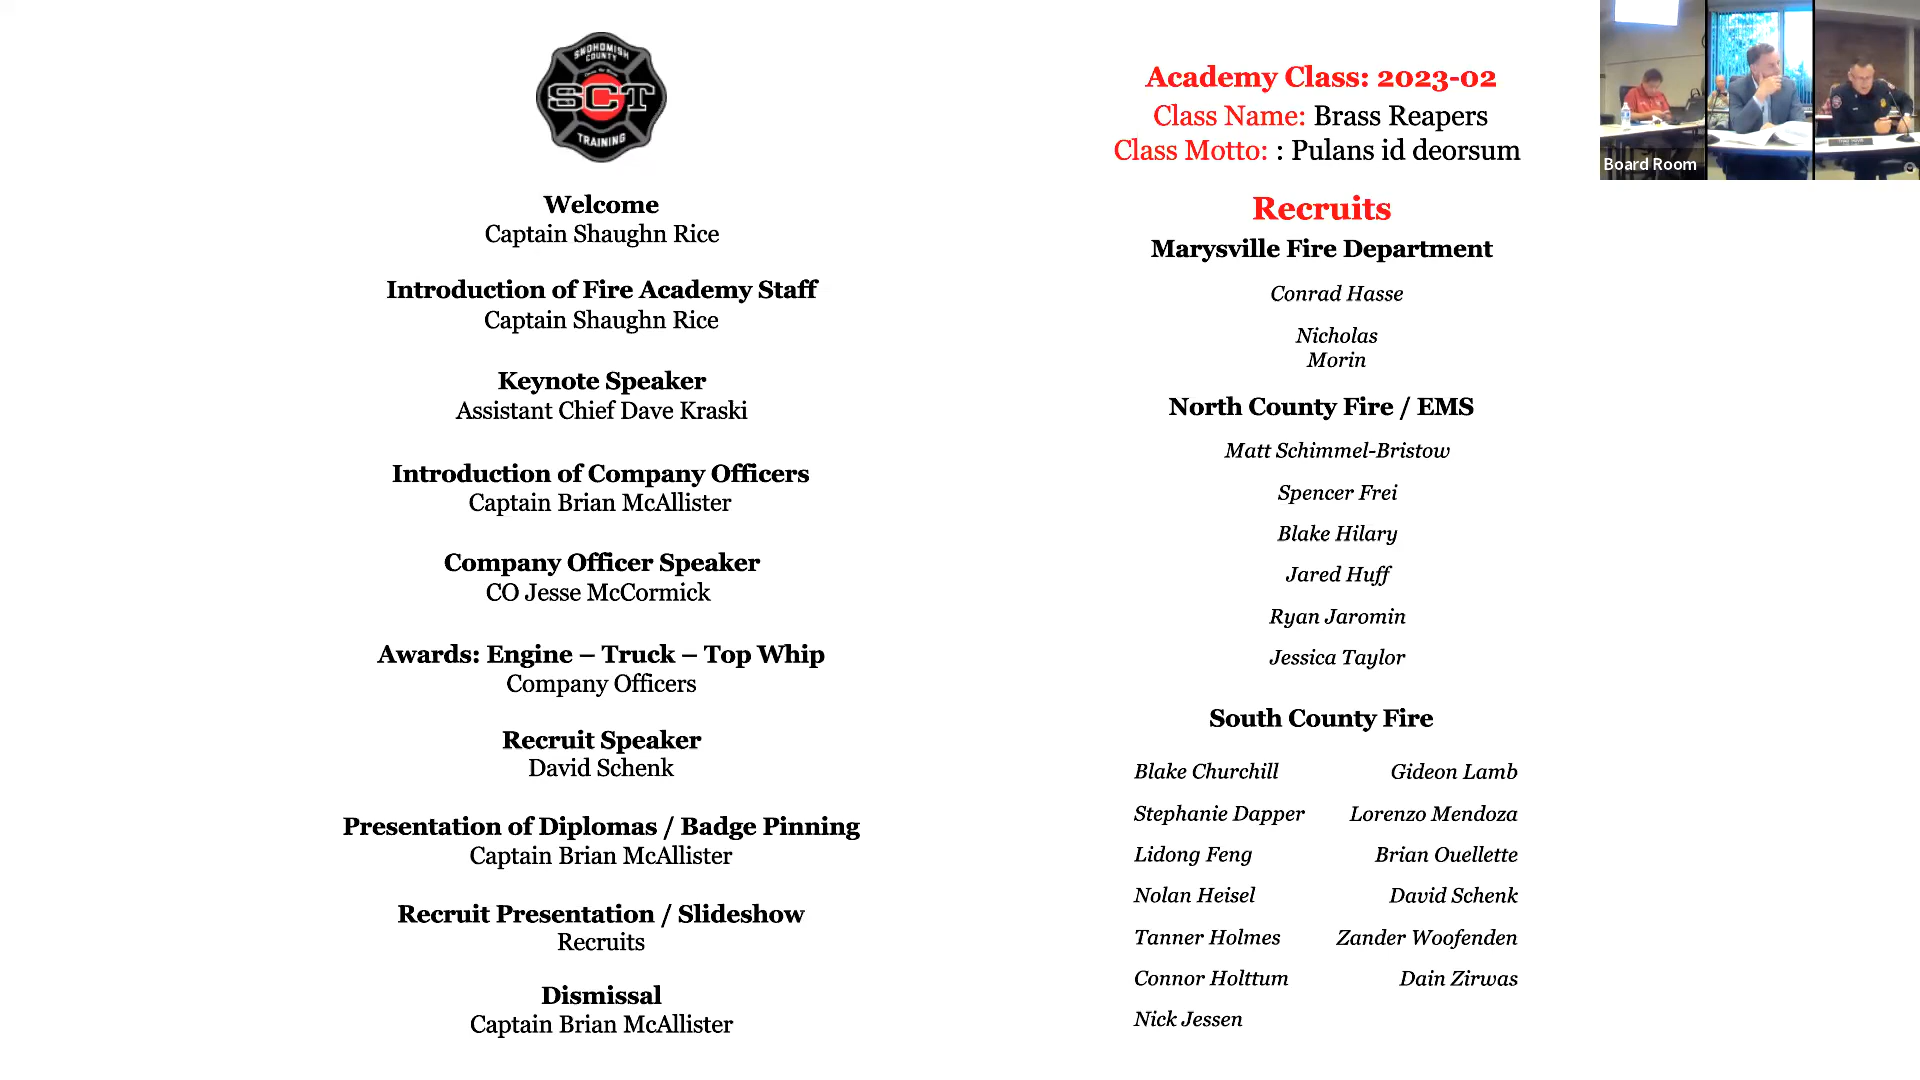 SNOHOMISH
COUNTY
SCT
TRAINING
Welcome
Captain Shaughn Rice
Introduction of Fire Academy Staff
Captain Shaughn Rice
Keynote Speaker
Assistant Chief Dave Kraski
Introduction of Company Officers
Captain Brian McAllister
Company Officer Speaker
CO Jesse McCormick
Awards: Engine – Truck – Top Whip
Company Officers
Recruit Speaker
David Schenk
Presentation of Diplomas / Badge Pinning
Captain Brian McAllister
Recruit Presentation / Slideshow
Recruits
Dismissal
Captain Brian McAllister
Academy Class: 2023-02
Class Name: Brass Reapers
Class Motto: : Pulans id deorsum
Recruits
Marysville Fire Department
Conrad Hasse
Nicholas
Morin
North County Fire / EMS
Matt Schimmel-Bristow
Spencer Frei
Blake Hilary
Jared Huff
Ryan Jaromin
Jessica Taylor
South County Fire
Blake Churchill Gideon Lamb
Stephanie Dapper Lorenzo Mendoza
Lidong Feng Brian Ouellette
Nolan Heisel David Schenk
Tanner Holmes Zander Woofenden
Connor Holttum Dain Zirwas
Nick Jessen
Board Room